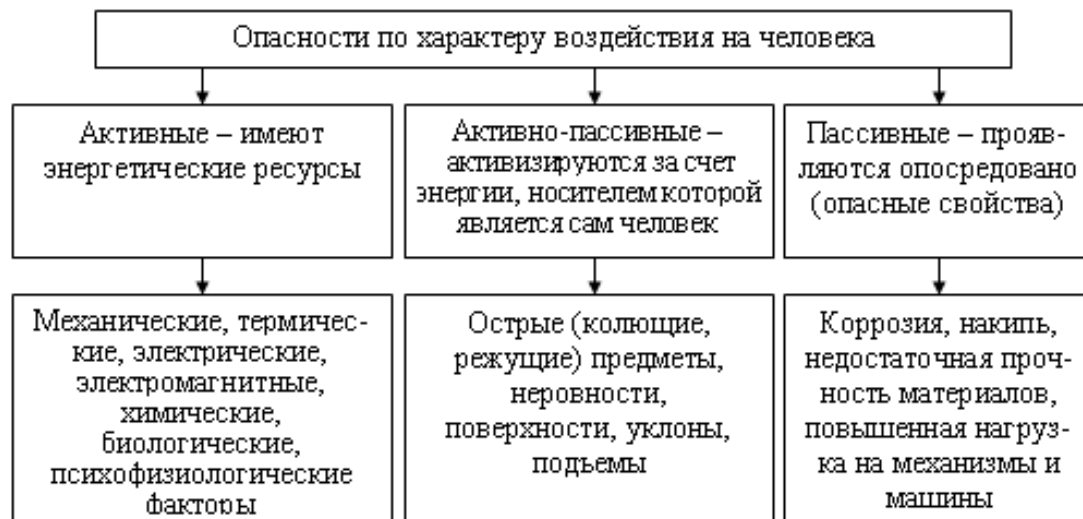 Опасности по характеру воздействия на человека
Активные – имеют
энергетические ресурсы
Активно-пассивные –
активизируются за счет
энергии, носителем которой
является сам человек
Пассивные – прояв-
ляются опосредовано
(опасные свойства)
Механические, термичес-
кие, электрические,
электромагнитные,
химические,
биологические,
психофизиологические
факторы
Острые (колющие,
режущие) предметы,
неровности,
поверхности, уклоны,
подъемы
Коррозия, накипь,
недостаточная проч-
ность материалов,
повышенная нагруз-
ка на механизмы и
машины